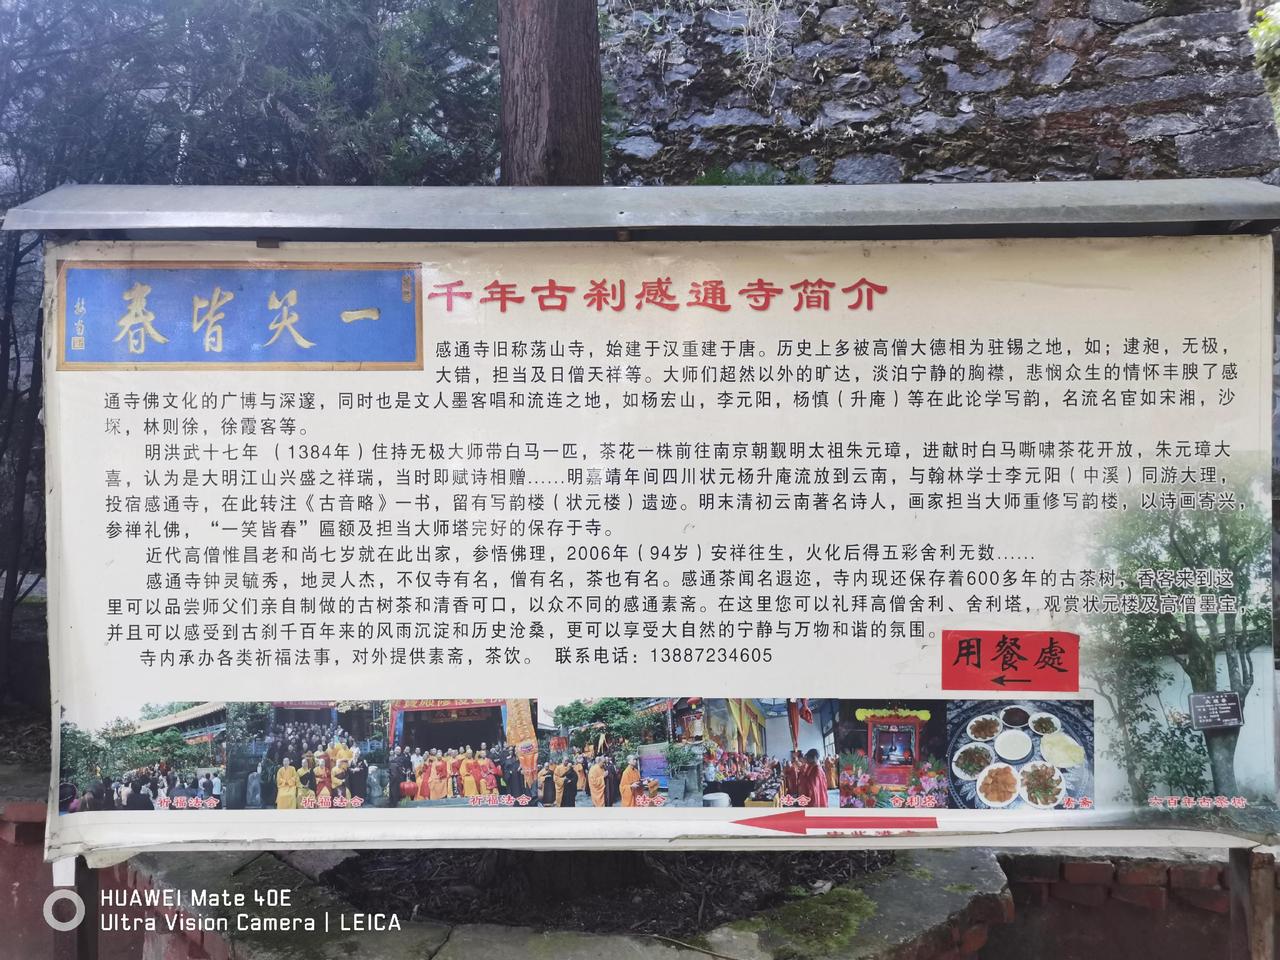 一笑皆春
千年古刹感通寺简介
感通寺旧称荡山寺，始建于汉重建于唐。历史上多被高僧大德相为驻锡之地，如；逮昶，无极，
大错，担当及日僧天祥等。大师们超然以外的旷达，淡泊宁静的胸襟，悲悯众生的情怀丰腴了感
通寺佛文化的广博与深邃，同时也是文人墨客唱和流连之地，如杨宏山，李元阳，杨慎（升庵）等在此论学写韵，名流名宦如宋湘，沙
琛，林则徐，徐霞客等。
明洪武十七年 （1384年）住持无极大师带白马一匹，茶花一株前往南京朝觐明太祖朱元璋，进献时白马嘶啸茶花开放，朱元璋大
喜，认为是大明江山兴盛之祥瑞，当时即赋诗相赠……明嘉靖年间四川状元杨升庵流放到云南，与翰林学士李元阳（中溪）同游大理，
投宿感通寺，在此转注《古音略》一书，留有写韵楼（状元楼）遗迹。明末清初云南著名诗人，画家担当大师重修写韵楼，以诗画寄兴，
参禅礼佛，“一笑皆春”匾额及担当大师塔完好的保存于寺。
近代高僧惟昌老和尚七岁就在此出家，参悟佛理，2006年（94岁）安祥往生，火化后得五彩舍利无数……
感通寺钟灵毓秀，地灵人杰，不仅寺有名，僧有名，茶也有名。感通茶闻名遐迩，寺内现还保存着600多年的古茶树，香客来到这
里可以品尝师父们亲自制做的古树茶和清香可口，以众不同的感通素斋。在这里您可以礼拜高僧舍利、舍利塔，观赏状元楼及高僧墨宝，
并且可以感受到古刹千百年来的风雨沉淀和历史沧桑，更可以享受大自然的宁静与万物和谐的氛围。
寺内承办各类祈福法事，对外提供素斋，茶饮。 联系电话：13887234605
用餐處
祈福法会
祈福法会
祈福法会
法会
法会
舍利塔
素斋
六百年古茶树
HUAWEI Mate 40E
Ultra Vision Camera | LEICA